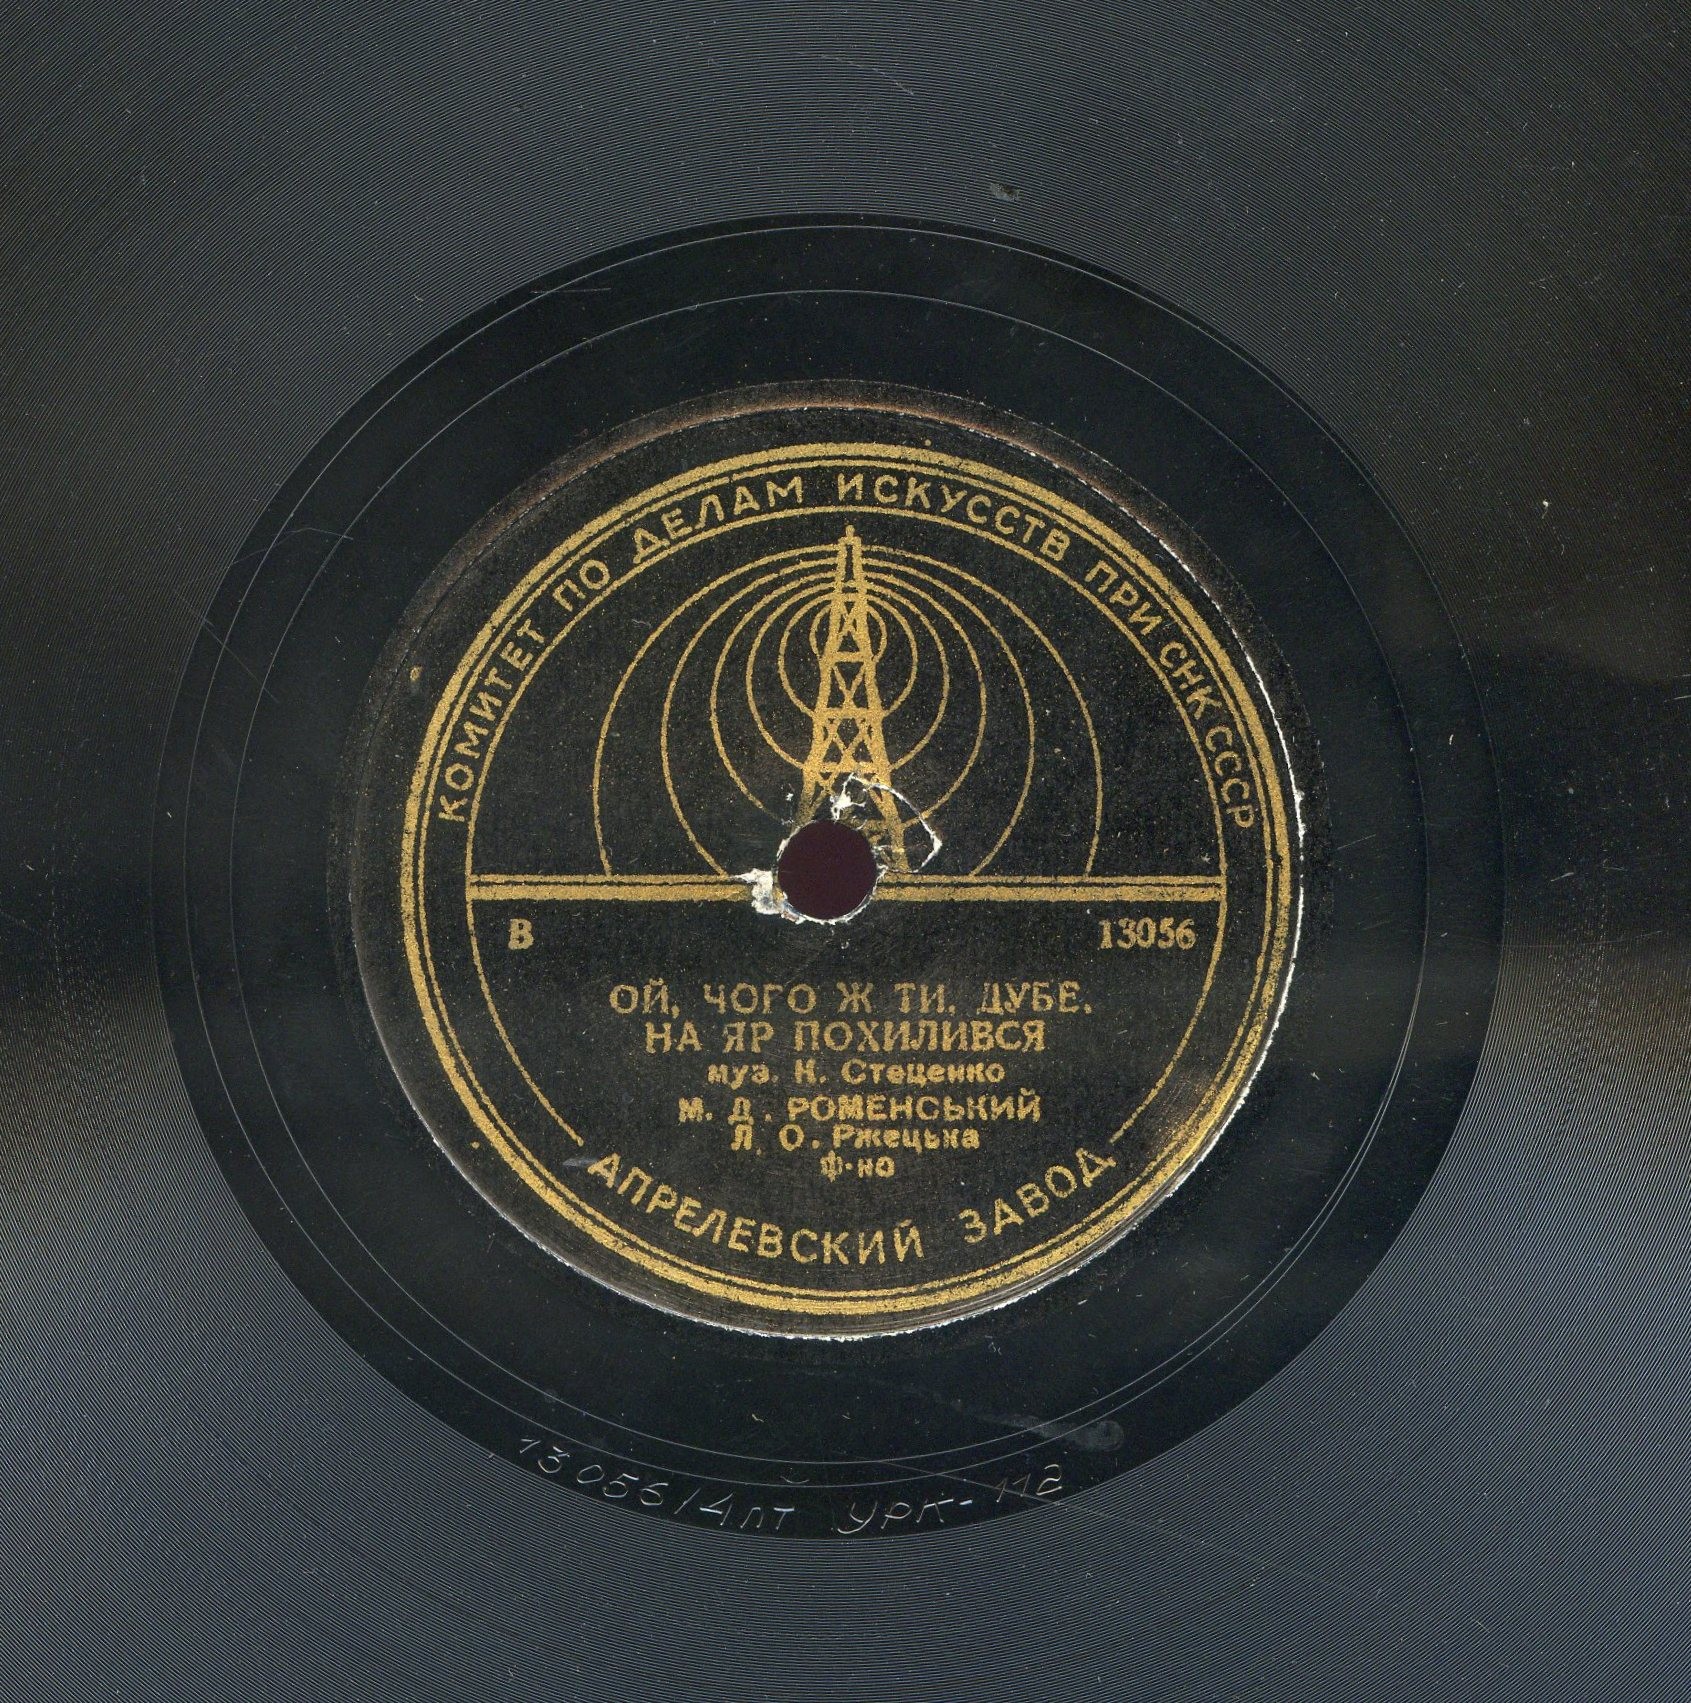 КОМИТЕТ ПО ДЕЛАМ ИСКУССТВ ПРИ СНК СССР
В 13056
ОЙ, ЧОГО Ж ТИ, ДУБЕ,
НА ЯР ПОХИЛИВСЯ
муз. К. Стеценко
М. Д. РОМЕНСЬКИЙ
Л. О. Ржецька
ф-но
АПРЕЛЕВСКИЙ ЗАВОД
13056/4лт УРК-112